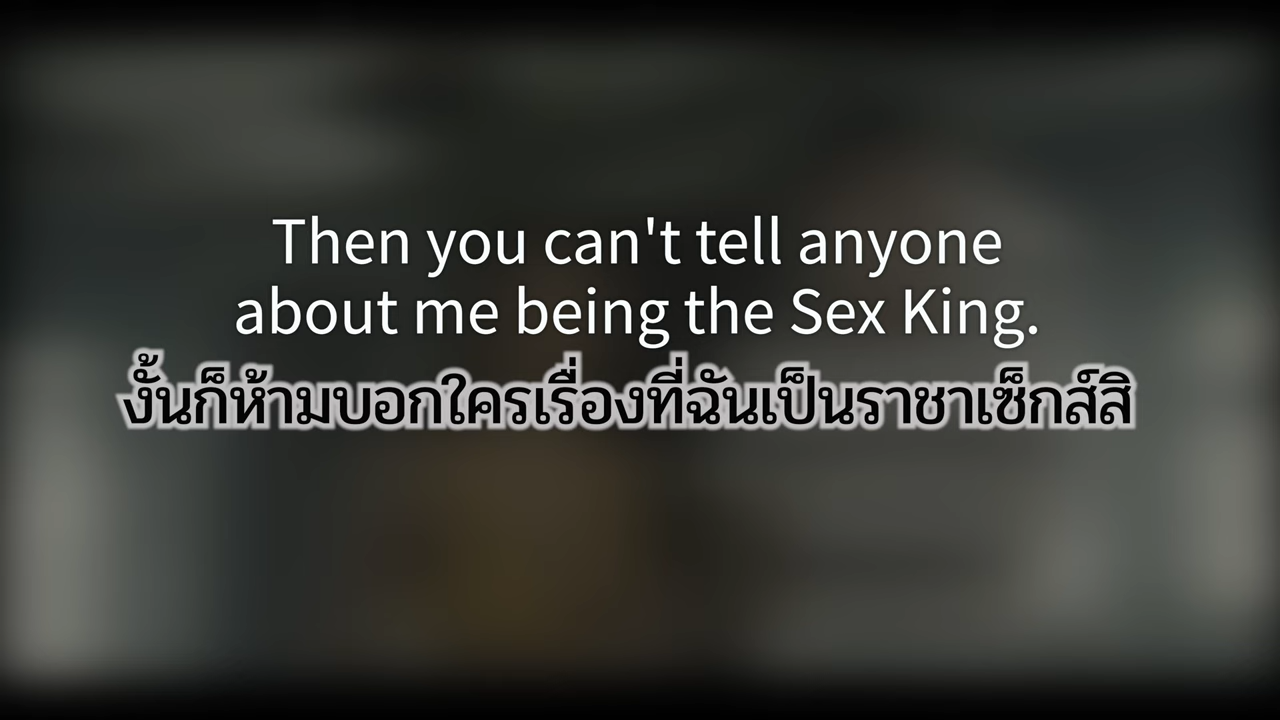 Then you can't tell anyone
about me being the Sex King.
งั้นก็ห้ามบอกใครเรื่องที่ฉันเป็นราชาเซ็กส์สิ